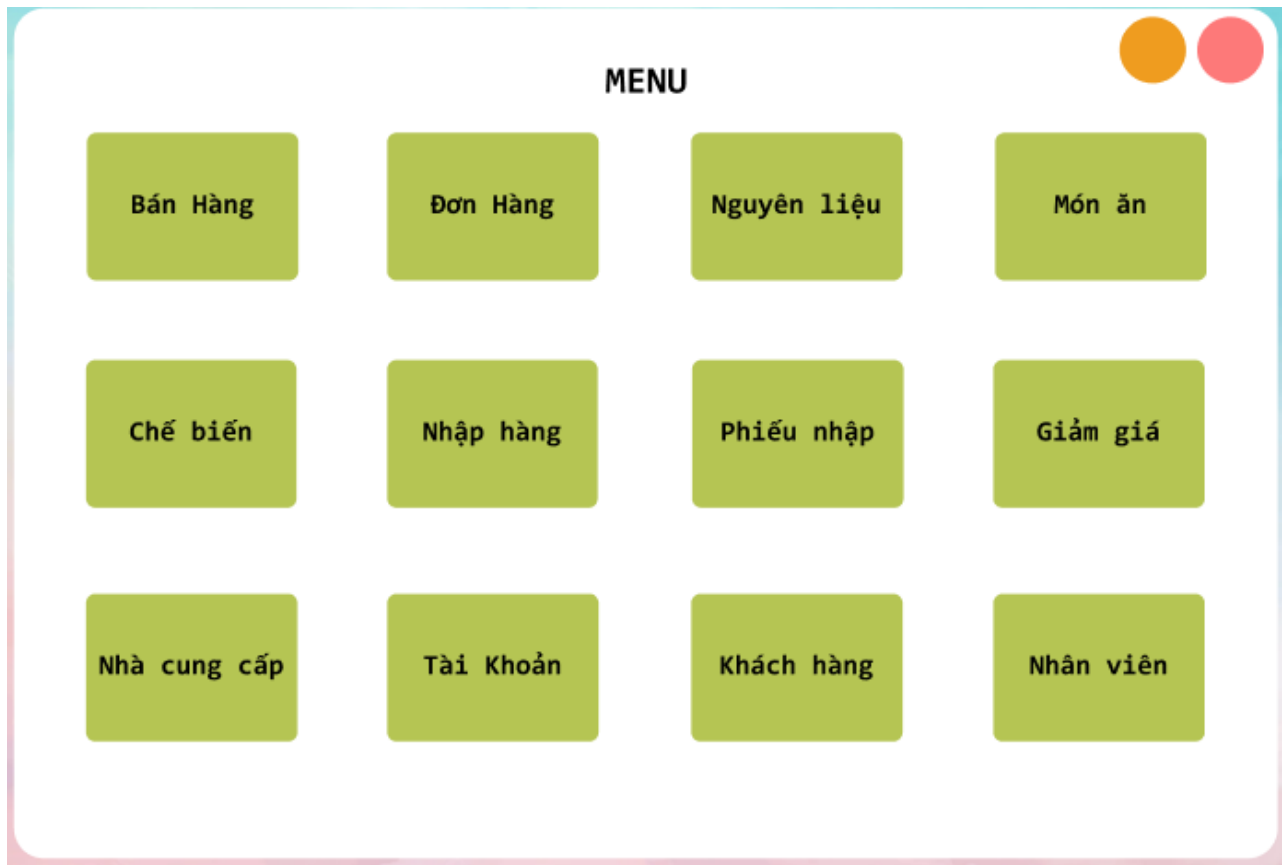 MENU
Bán Hàng
Đơn Hàng
Nguyên liệu
Món ăn
Chế biến
Nhập hàng
Phiếu nhập
Giảm giá
Nhà cung cấp
Tài Khoản
Khách hàng
Nhân viên